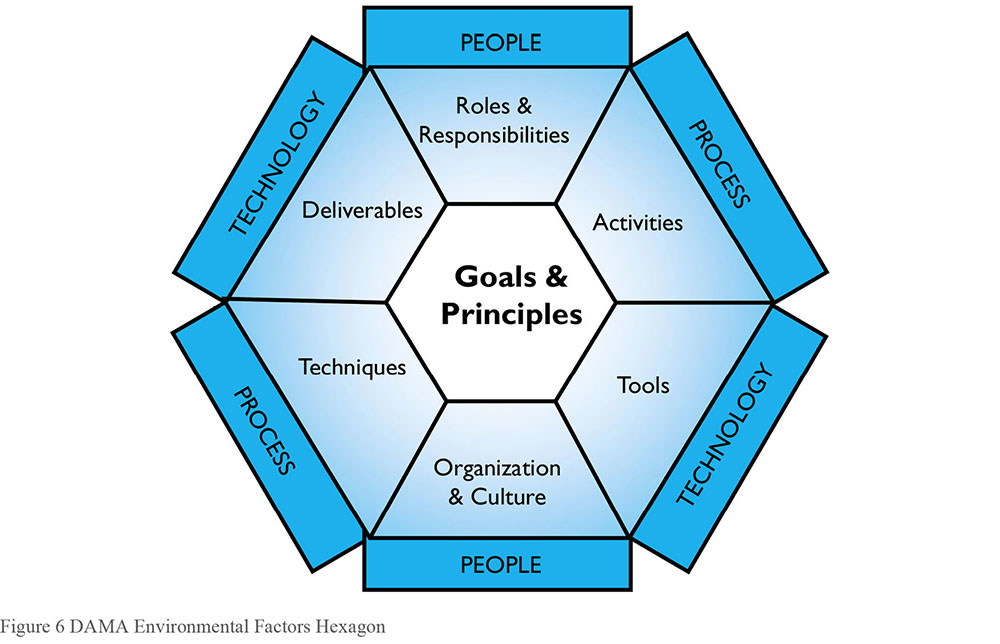 PEOPLE
TECHNOLOGY
PROCESS
Roles &
Responsibilities
Deliverables
Activities
Goals &
Principles
Techniques
Tools
Organization
& Culture
PROCESS
TECHNOLOGY
PEOPLE
Figure 6 DAMA Environmental Factors Hexagon